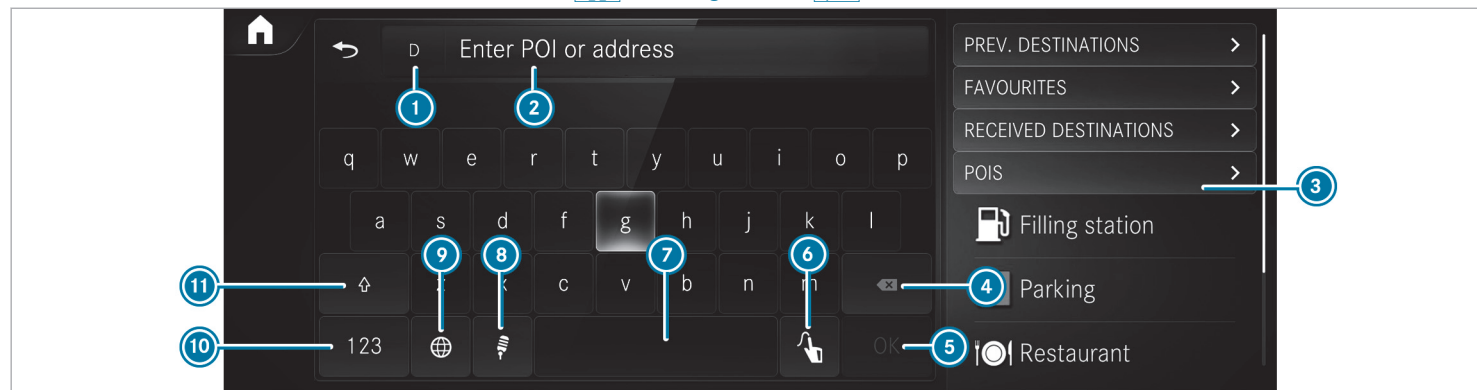 D Enter POI or address
1 2
q w e r t y u i o p
a s d f g h j k l
9 8 7 6
11 z x c v b n m 4
10 123 OK 5
PREV. DESTINATIONS >
FAVOURITES >
RECEIVED DESTINATIONS >
POIS >
3
Filling station
Parking
Restaurant